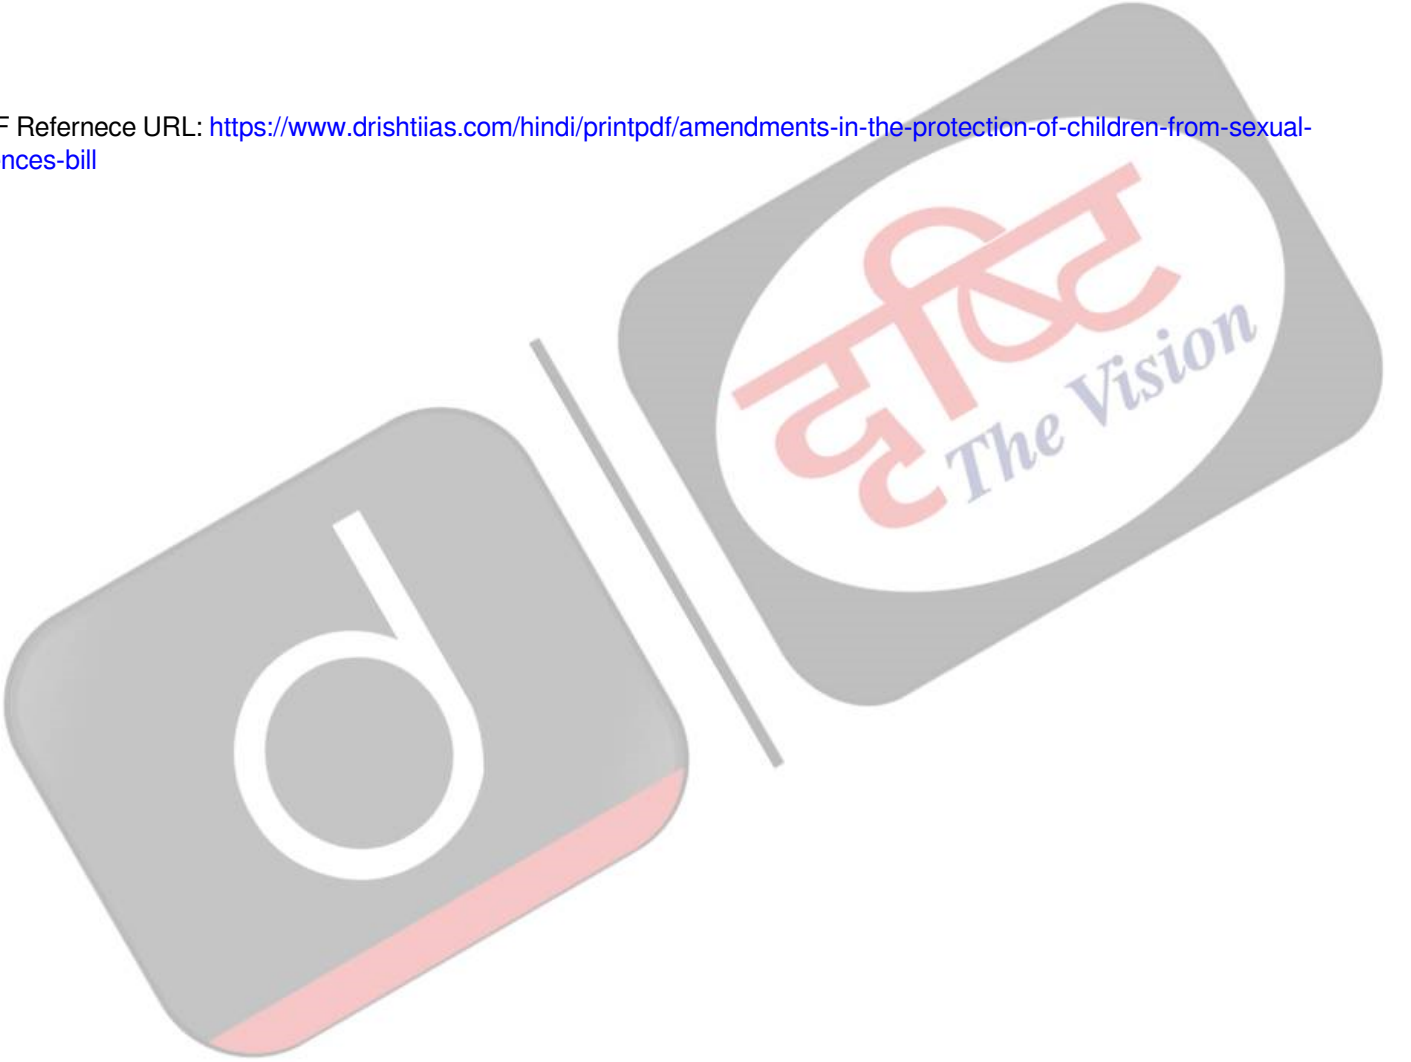 F Refernece URL: https://www.drishtiias.com/hindi/printpdf/amendments-in-the-protection-of-children-from-sexual-
nces-bill
दृष्टि
The Vision
d